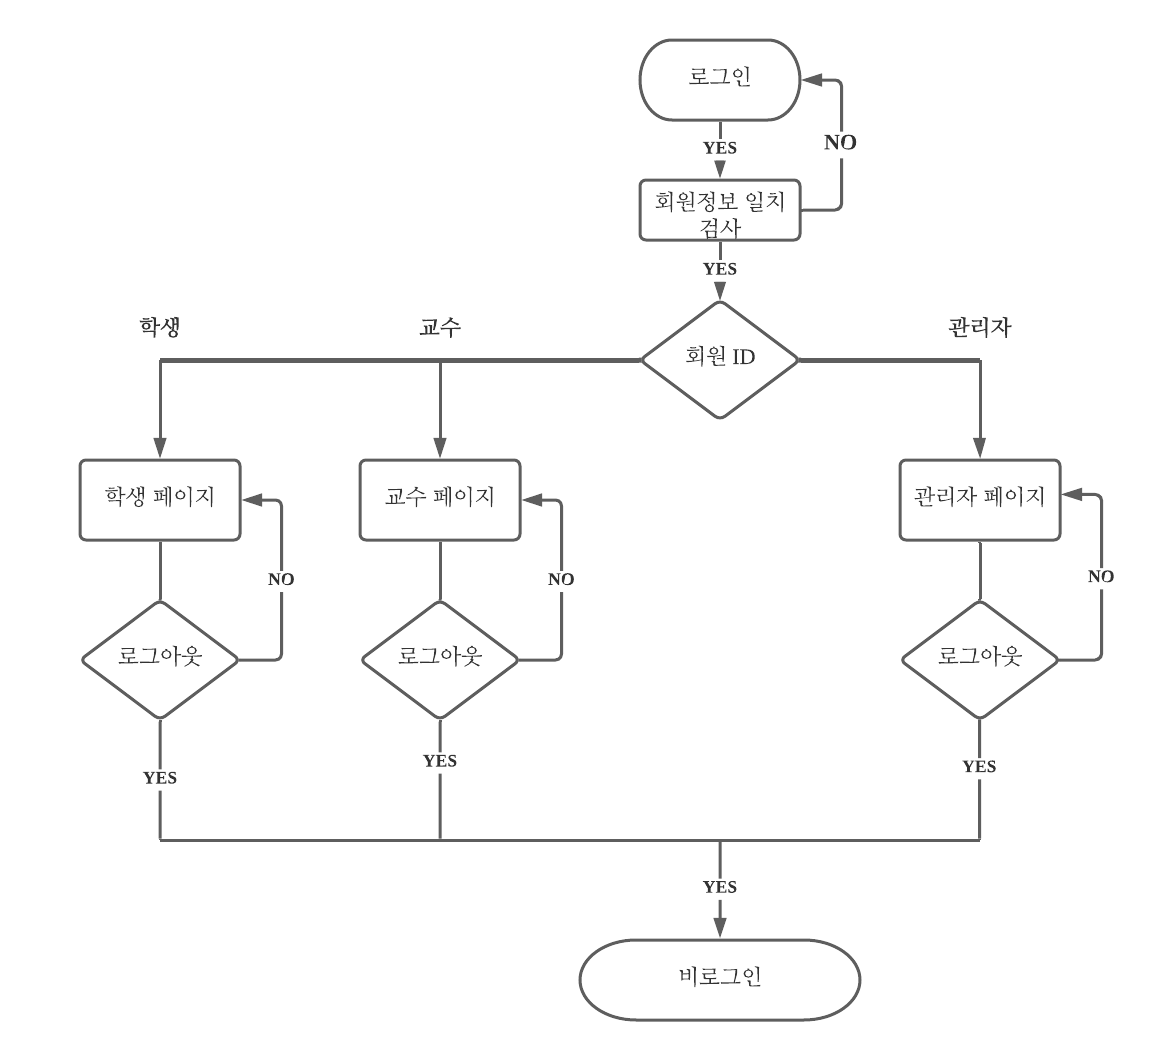 로그인
YES
NO
회원정보 일치
검사
YES
학생
교수
관리자
회원 ID
학생 페이지
교수 페이지
관리자 페이지
NO
NO
NO
로그아웃
로그아웃
로그아웃
YES
YES
YES
YES
비로그인